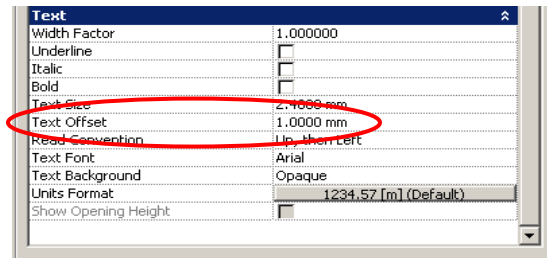 Text
Width Factor 1.000000
Underline
Italic
Bold
Text Size 2.4000 mm
Text Offset 1.0000 mm
Read Convention Up, then Left
Text Font Arial
Text Background Opaque
Units Format 1234.57 [m] (Default)
Show Opening Height